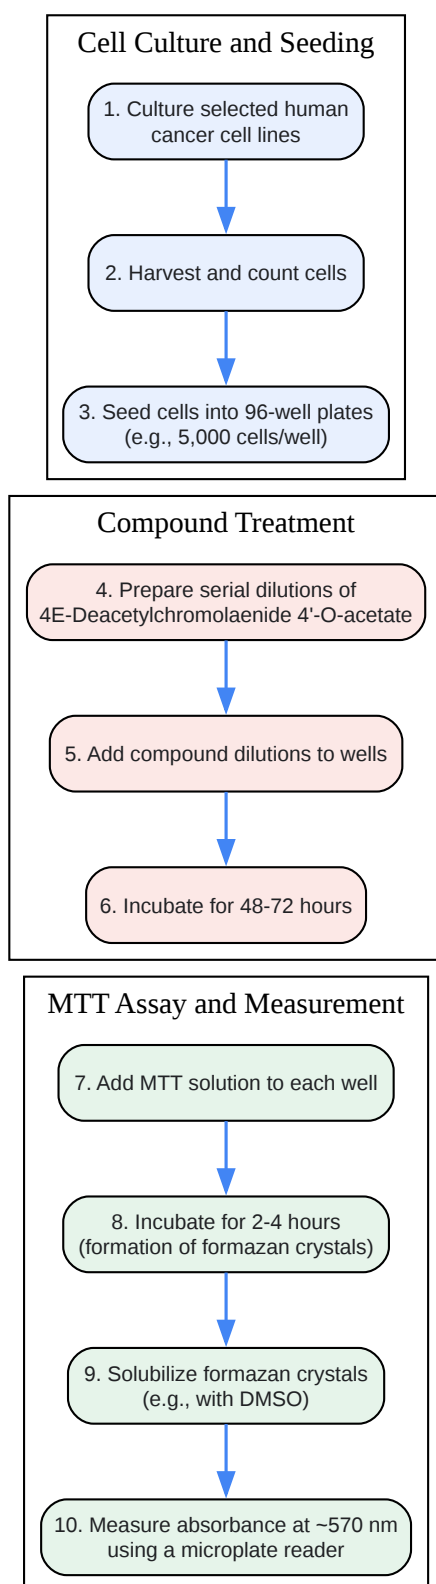 Cell Culture and Seeding
1. Culture selected human
cancer cell lines
2. Harvest and count cells
3. Seed cells into 96-well plates
(e.g., 5,000 cells/well)
Compound Treatment
4. Prepare serial dilutions of
4E-Deacetylchromolaenide 4'-O-acetate
5. Add compound dilutions to wells
6. Incubate for 48-72 hours
MTT Assay and Measurement
7. Add MTT solution to each well
8. Incubate for 2-4 hours
(formation of formazan crystals)
9. Solubilize formazan crystals
(e.g., with DMSO)
10. Measure absorbance at ~570 nm
using a microplate reader